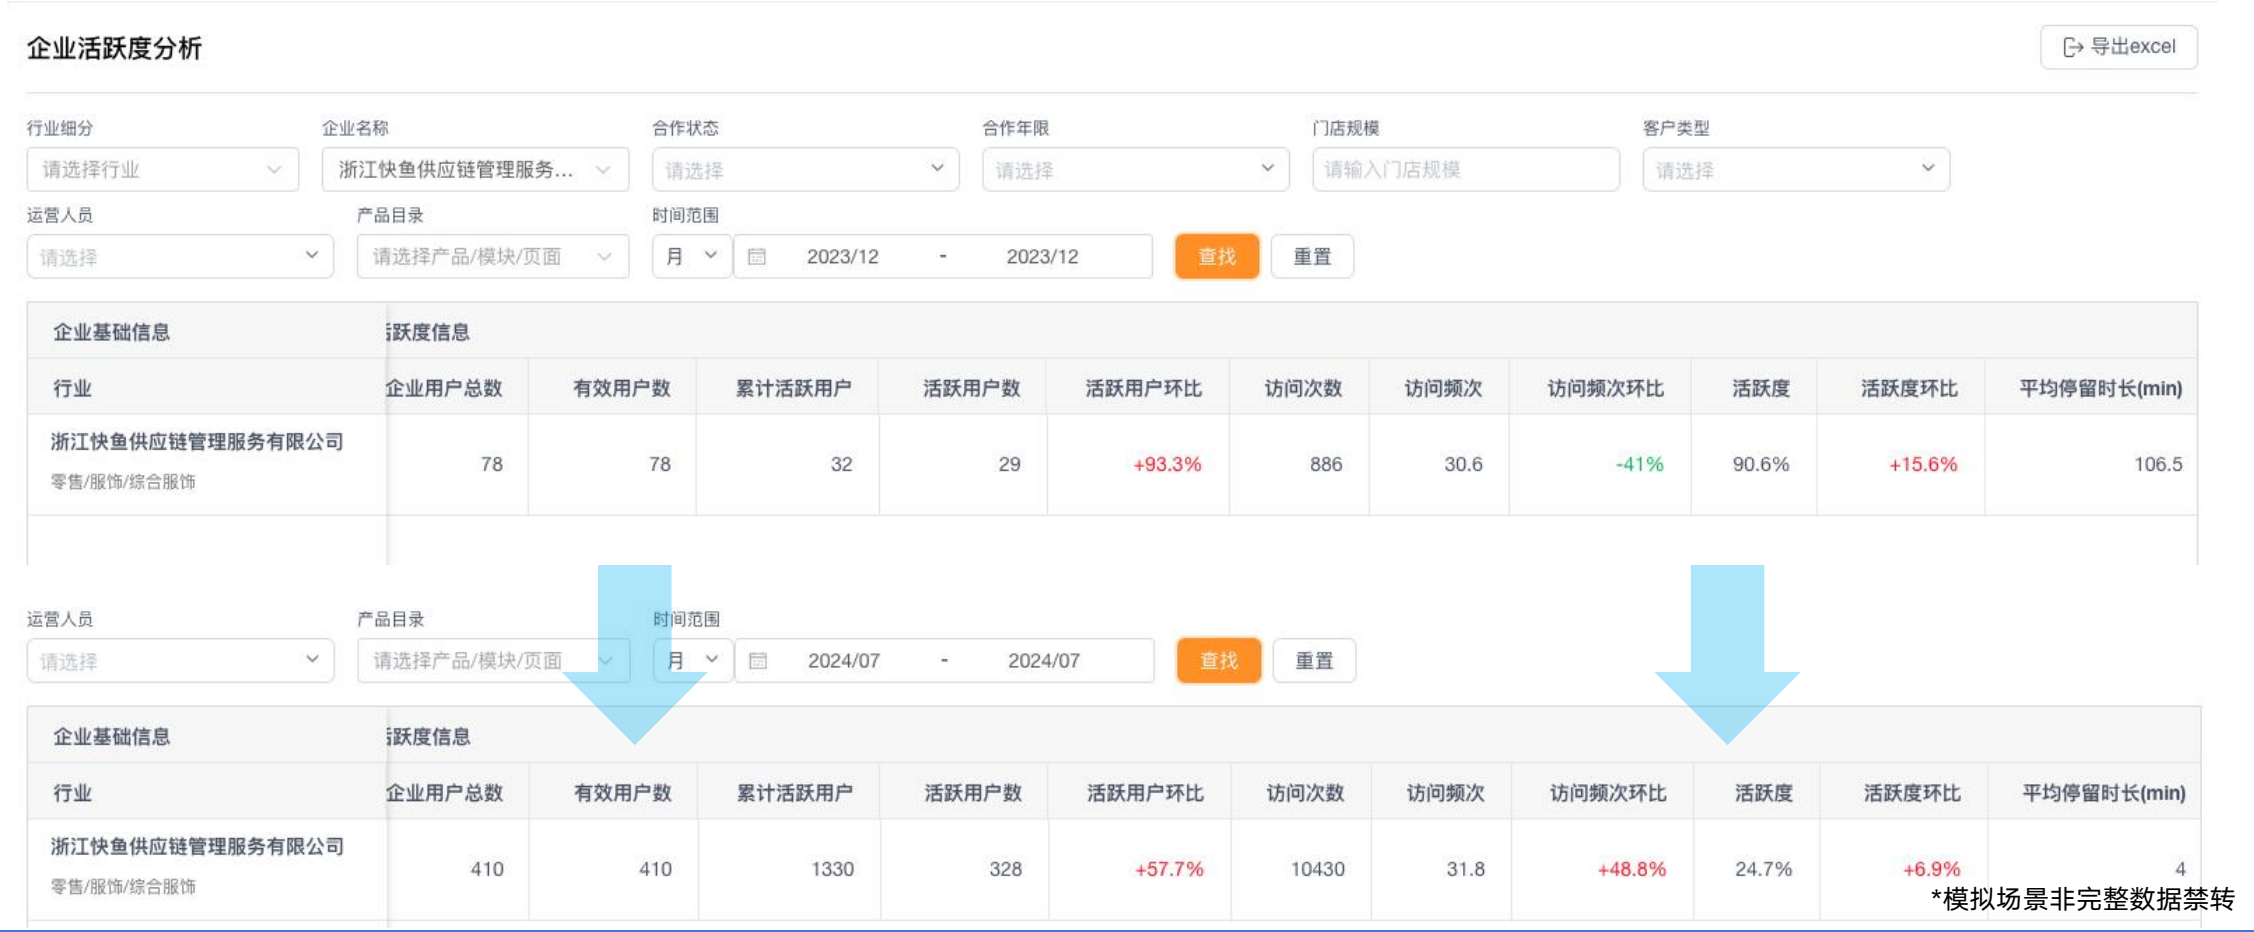 企业活跃度分析
导出excel
行业细分 企业名称 合作状态 合作年限 门店规模 客户类型
请选择行业 浙江快鱼供应链管理服务... 请选择 请选择 请输入门店规模 请选择
运营人员 产品目录 时间范围
请选择 请选择产品/模块/页面 月 2023/12 - 2023/12 查找 重置
企业基础信息 活跃度信息
行业 企业用户总数 有效用户数 累计活跃用户 活跃用户数 活跃用户环比 访问次数 访问频次 访问频次环比 活跃度 活跃度环比 平均停留时长(min)
浙江快鱼供应链管理服务有限公司
零售/服饰/综合服饰
78 78 32 29 +93.3% 886 30.6 -41% 90.6% +15.6% 106.5
运营人员 产品目录 时间范围
请选择 请选择产品/模块/页面 月 2024/07 - 2024/07 查找 重置
企业基础信息 活跃度信息
行业 企业用户总数 有效用户数 累计活跃用户 活跃用户数 活跃用户环比 访问次数 访问频次 访问频次环比 活跃度 活跃度环比 平均停留时长(min)
浙江快鱼供应链管理服务有限公司
零售/服饰/综合服饰
410 410 1330 328 +57.7% 10430 31.8 +48.8% 24.7% +6.9% 4
*模拟场景非完整数据禁转